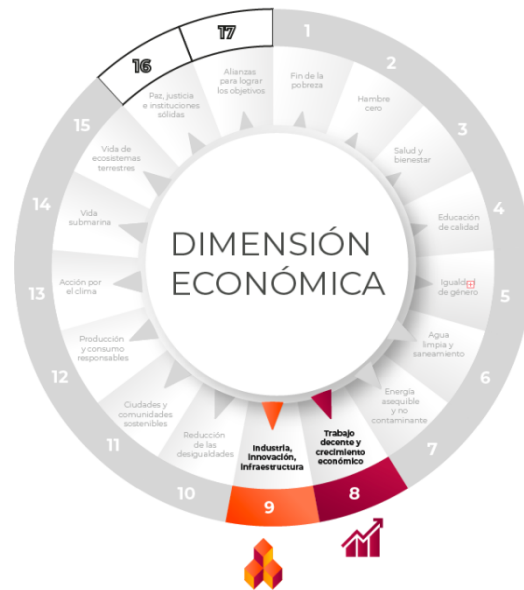 DIMENSIÓN
ECONÓMICA
1
Fin de la
pobreza
2
Hambre
cero
3
Salud y
bienestar
4
Educación
de calidad
5
Igualdad
de género
6
Agua
limpia y
saneamiento
7
Energía
asequible
y no
contaminante
8
Trabajo
decente y
crecimiento
económico
9
Industria,
innovación,
infraestructura
10
Reducción
de las
desigualdades
11
Ciudades y
comunidades
sostenibles
12
Producción
y consumo
responsables
13
Acción por
el clima
14
Vida
submarina
15
Vida de
ecosistemas
terrestres
16
Paz, justicia
e instituciones
sólidas
17
Alianzas
para lograr
los objetivos